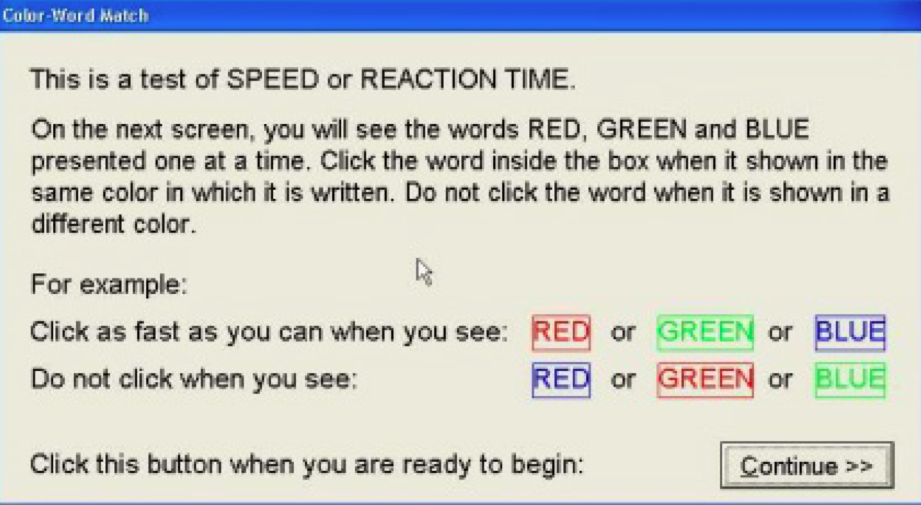 Color-Word Match
This is a test of SPEED or REACTION TIME.
On the next screen, you will see the words RED, GREEN and BLUE
presented one at a time. Click the word inside the box when it shown in the
same color in which it is written. Do not click the word when it is shown in a
different color.
For example:
Click as fast as you can when you see: RED or GREEN or BLUE
Do not click when you see: RED or GREEN or BLUE
Click this button when you are ready to begin: Continue >>